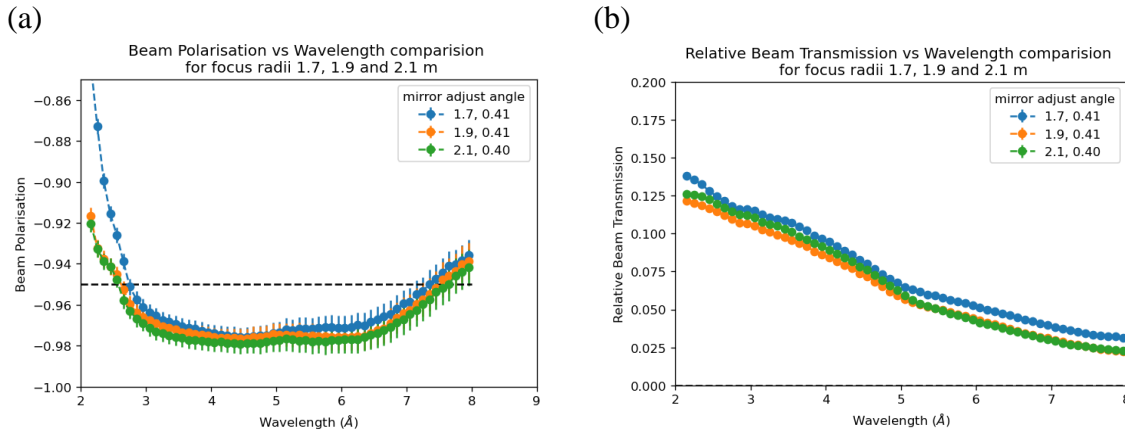 (a)
Beam Polarisation vs Wavelength comparision
for focus radii 1.7, 1.9 and 2.1 m
mirror adjust angle
1.7, 0.41
1.9, 0.41
2.1, 0.40
Beam Polarisation
−0.86
−0.88
−0.90
−0.92
−0.94
−0.96
−0.98
−1.00
2 3 4 5 6 7 8 9
Wavelength (Å)
(b)
Relative Beam Transmission vs Wavelength comparision
for focus radii 1.7, 1.9 and 2.1 m
mirror adjust angle
1.7, 0.41
1.9, 0.41
2.1, 0.40
Relative Beam Transmission
0.200
0.175
0.150
0.125
0.100
0.075
0.050
0.025
0.000
2 3 4 5 6 7 8
Wavelength (Å)